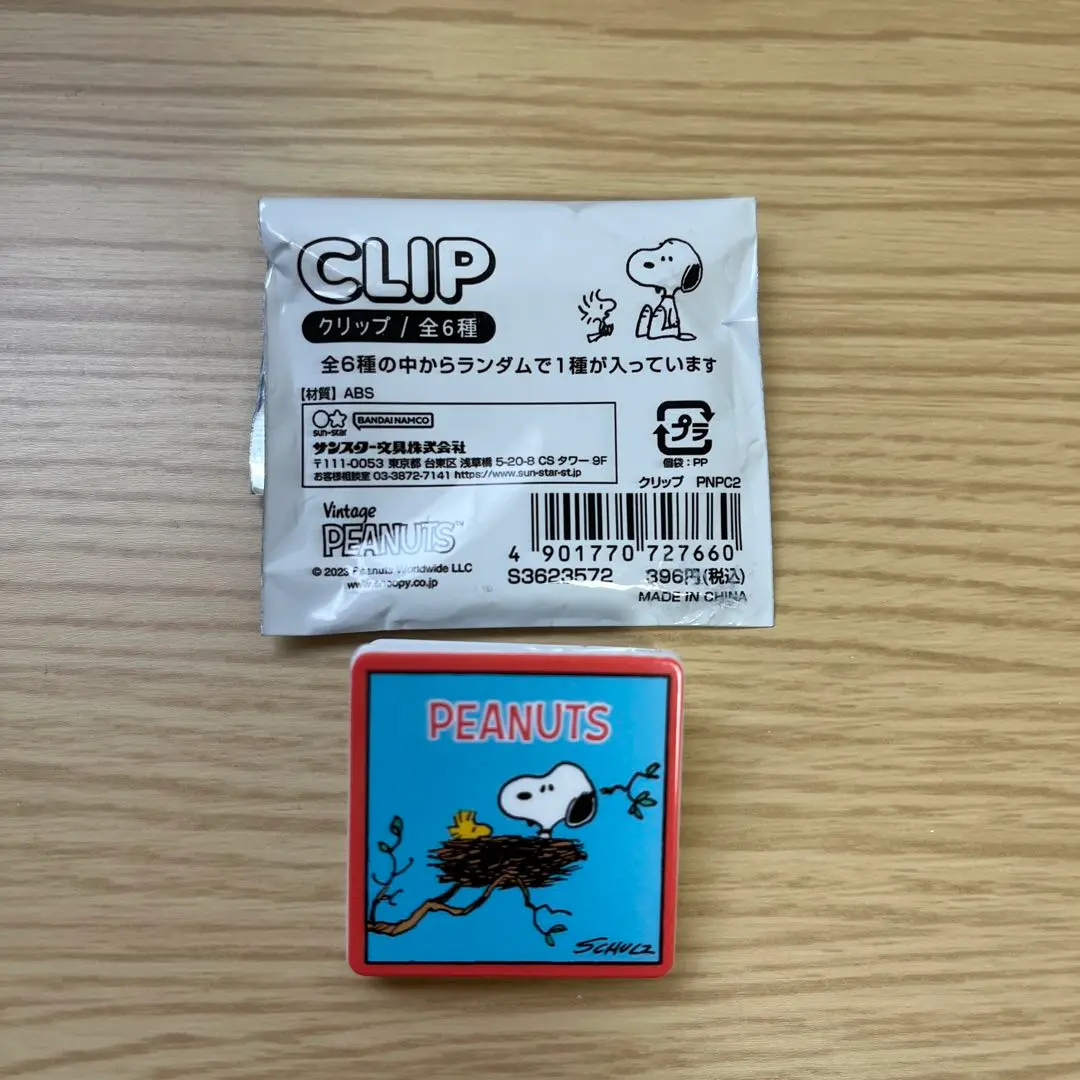 CLIP
クリップ / 全6種
全6種の中からランダムで1種が入っています
【材質】ABS
sun-star BANDAI NAMCO
サンスター文具株式会社
〒111-0053 東京都 台東区 浅草橋 5-20-8 CS タワー 9F
お客様相談室 03-3872-7141 https://www.sun-star-st.jp
プラ
個袋：PP
クリップ PNPC2
Vintage
PEANUTS™
© 2023 Peanuts Worldwide LLC
www.snoopy.co.jp
4 901770 727660
S3623572 396円(税込)
MADE IN CHINA
PEANUTS
SCHULZ